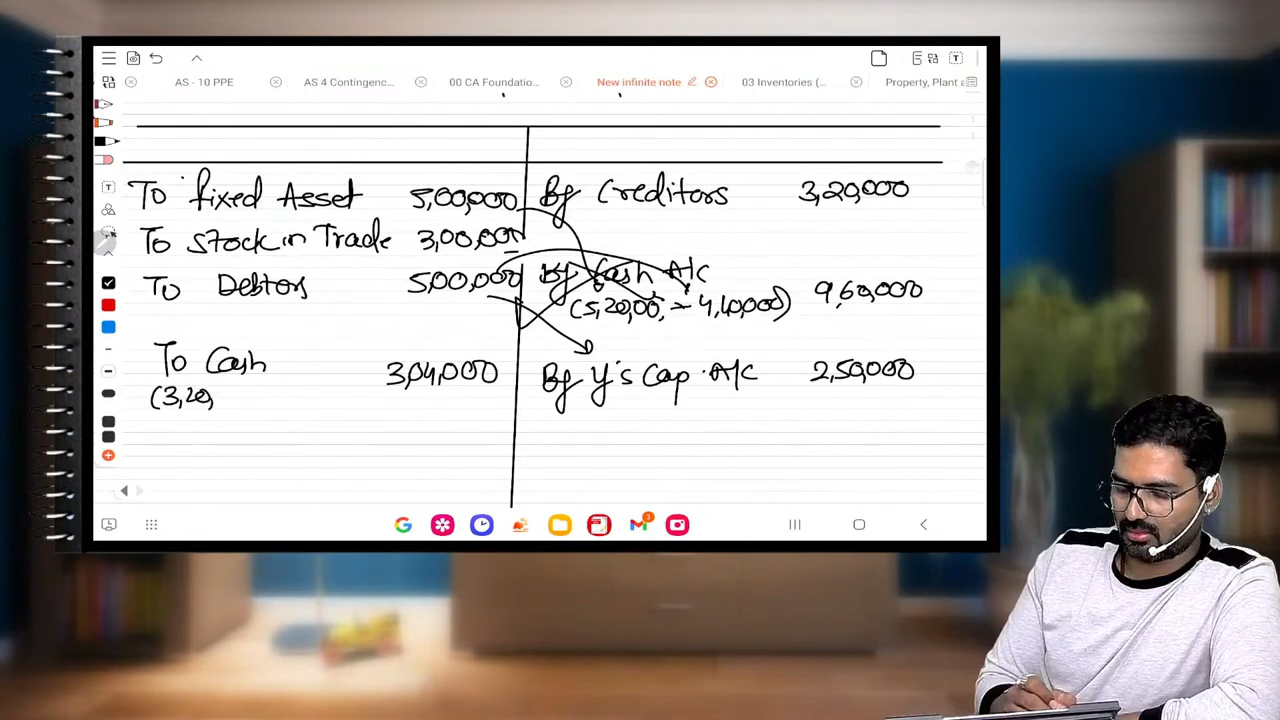 AS - 10 PPE
AS 4 Contingenc...
00 CA Foundatio...
New infinite note
03 Inventories (...
Property, Plant a
To fixed Asset 5,00,000 By Creditors 3,20,000
To Stock in Trade 3,00,000
To Debtors 5,00,000 By Cash A/c
(5,20,00, - 4,40,000) 9,60,000
To Cash 3,04,000 By Y's Cap. A/c 2,50,000
(3,20,